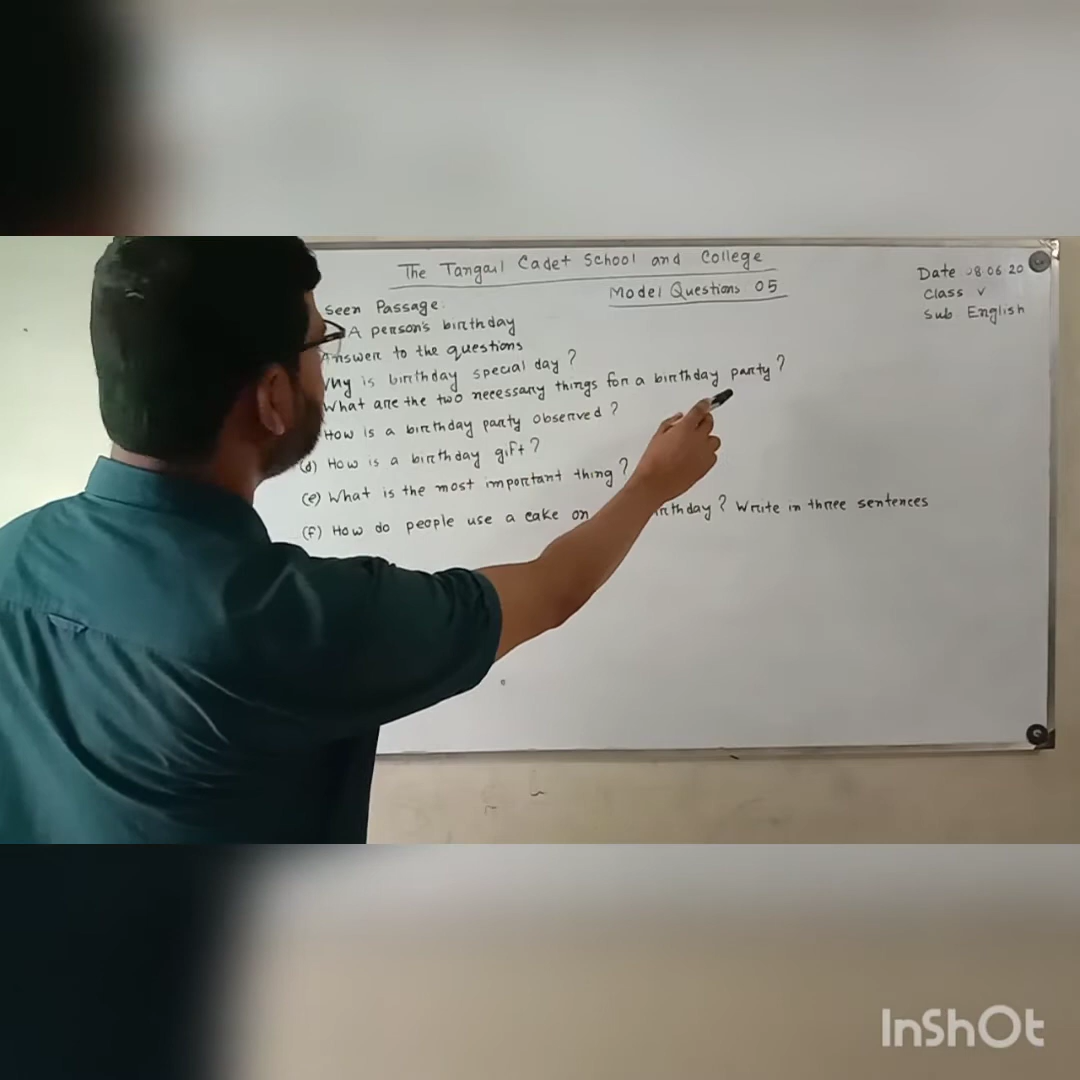 The Tangail Cadet School and College
Model Questions 05
Date 08 06 20
Class V
Sub English
Seen Passage:
A person's birthday
Answer to the questions
Why is birthday special day?
What are the two necessary things for a birthday party?
How is a birthday party observed?
(d) How is a birthday gift?
(e) What is the most important thing?
(f) How do people use a cake on birthday? Write in three sentences
InShOt